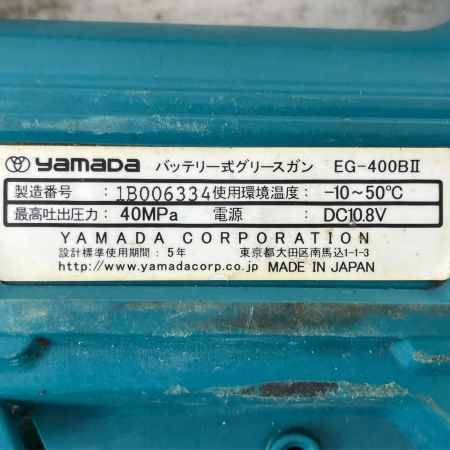 yamada バッテリー式グリースガン EG-400BⅡ
製造番号 : 1B006334 使用環境温度 : -10~50℃
最高吐出圧力 : 40MPa 電源 : DC10.8V
YAMADA CORPORATION
設計標準使用期間 : 5年 東京都大田区南馬込1-1-3
http://www.yamadacorp.co.jp MADE IN JAPAN